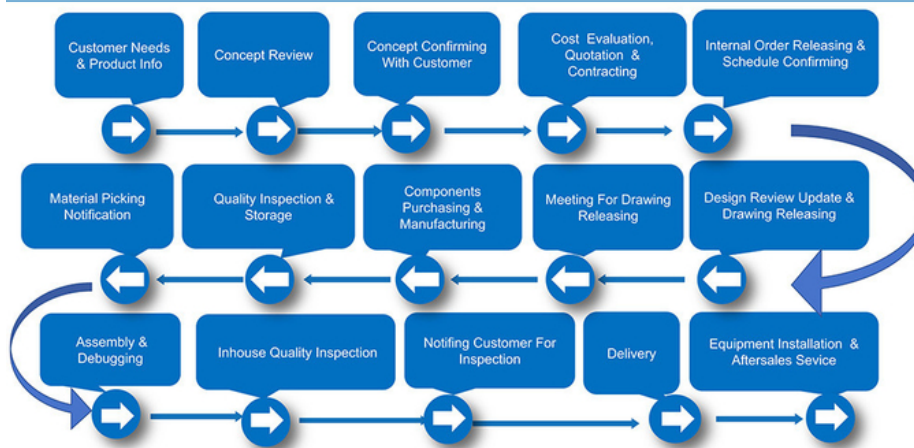 Customer Needs
& Product Info
Concept Review
Concept Confirming
With Customer
Cost Evaluation,
Quotation &
Contracting
Internal Order Releasing &
Schedule Confirming
Material Picking
Notification
Quality Inspection &
Storage
Components
Purchasing &
Manufacturing
Meeting For Drawing
Releasing
Design Review Update &
Drawing Releasing
Assembly &
Debugging
Inhouse Quality Inspection
Notifing Customer For
Inspection
Delivery
Equipment Installation &
Aftersales Sevice